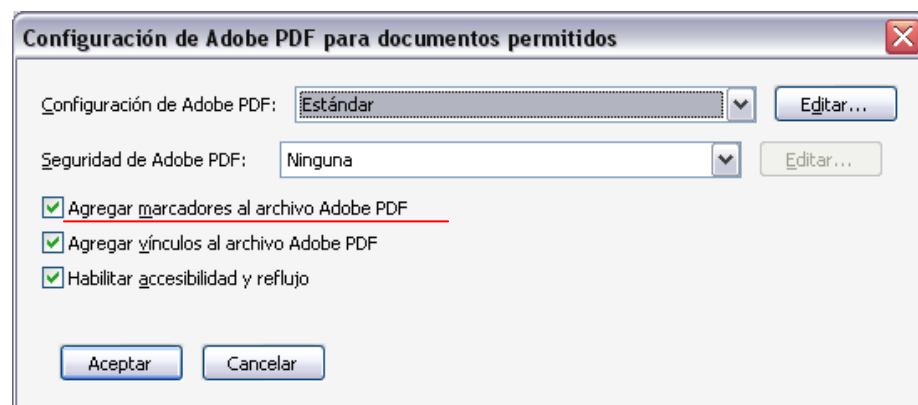 Configuración de Adobe PDF para documentos permitidos
Configuración de Adobe PDF: Estándar Editar...
Seguridad de Adobe PDF: Ninguna Editar...
Agregar marcadores al archivo Adobe PDF
Agregar vínculos al archivo Adobe PDF
Habilitar accesibilidad y reflujo
Aceptar Cancelar